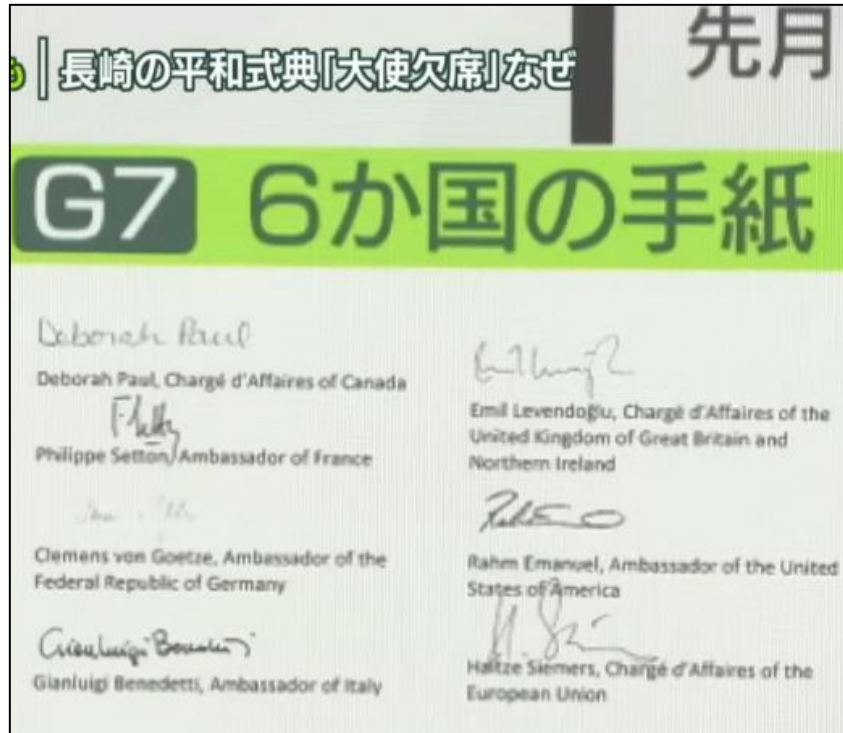 長崎の平和式典「大使欠席」なぜ
先月
G7 6か国の手紙
Deborah Paul
Deborah Paul, Chargé d'Affaires of Canada
Philippe Setton, Ambassador of France
Clemens von Goetze, Ambassador of the
Federal Republic of Germany
Gianluigi Benedetti, Ambassador of Italy
Emil Levendoğlu, Chargé d'Affaires of the
United Kingdom of Great Britain and
Northern Ireland
Rahm Emanuel, Ambassador of the United
States of America
Haitze Siemers, Chargé d'Affaires of the
European Union